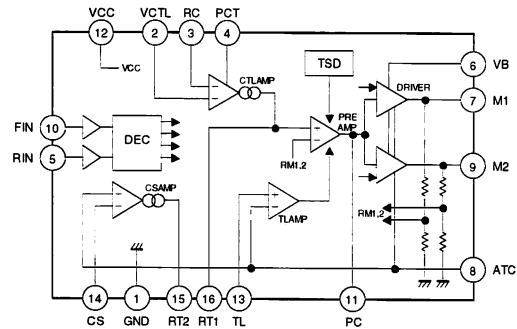 VCC VCTL RC PCT
12 2 3 4
VCC
CTLAMP
TSD
DRIVER
6 VB
7 M1
FIN 10
DEC
PRE
AMP
RIN 5
RM1,2
9 M2
CSAMP
TLAMP
RM1,2
8 ATC
14 1 15 16 13 11
CS GND RT2 RT1 TL PC